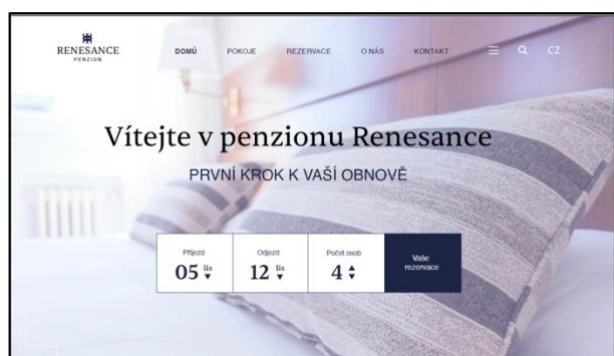 RENESANCE
PENZION
DOMŮ POKOJE REZERVACE O NÁS KONTAKT CZ
Vítejte v penzionu Renesance
PRVNÍ KROK K VAŠÍ OBNOVĚ
Příjezd Odjezd Počet osob
05 lis 12 lis 4
Vaše
rezervace